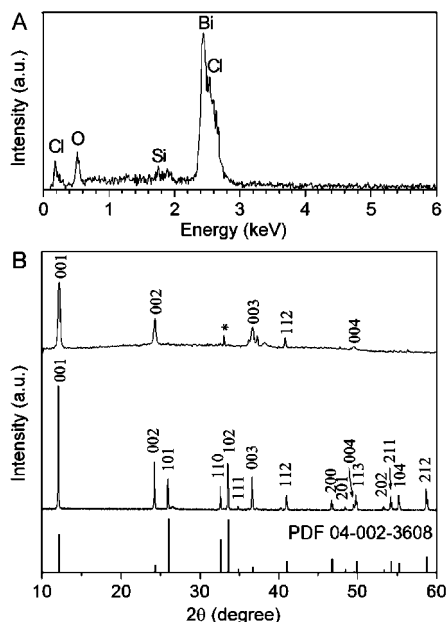 A
Intensity (a.u.)
Bi
Cl
Cl
O
Si
0 1 2 3 4 5 6
Energy (keV)
B
Intensity (a.u.)
001
002
*
003
112
004
001
002
101
110
102
111
003
112
200
201
004
113
202
211
104
212
PDF 04-002-3608
10 20 30 40 50 60
2θ (degree)